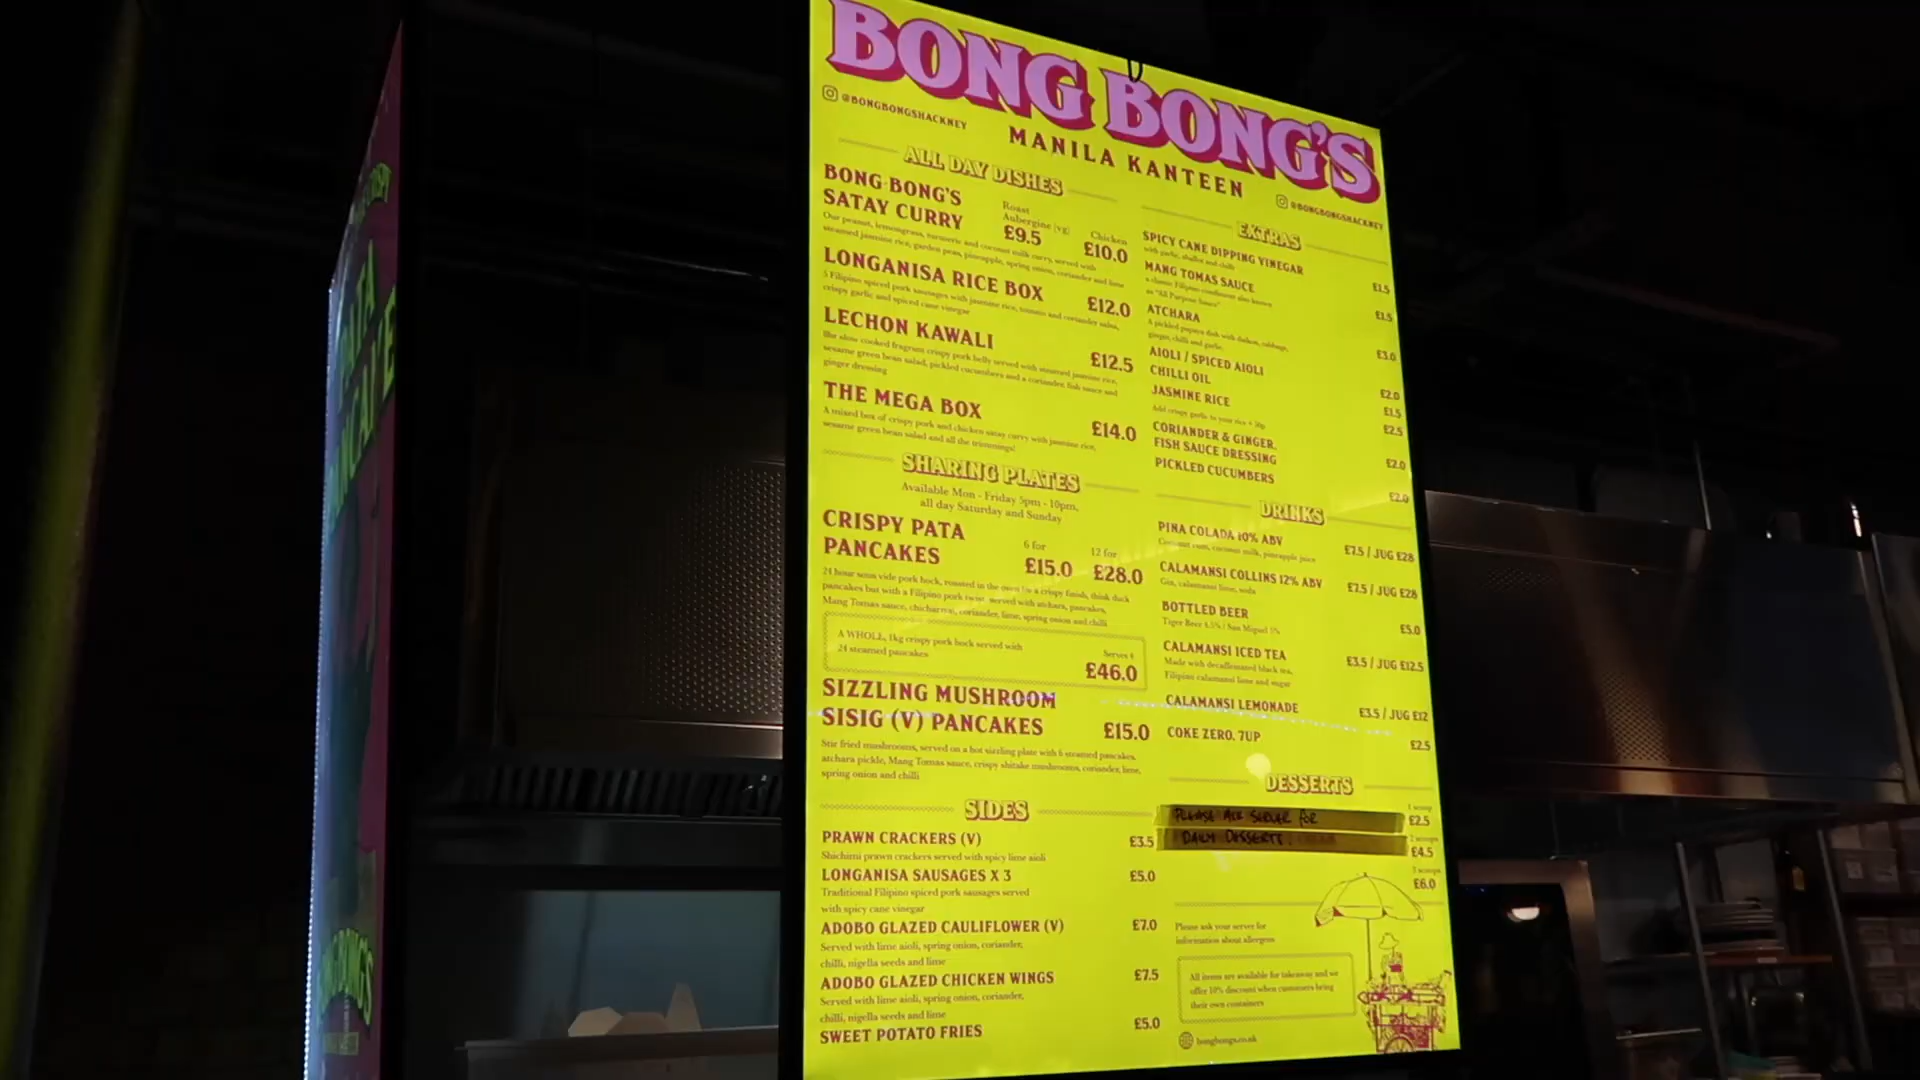 BONG BONG'S
@BONGBONGSHACKNEY
MANILA KANTEEN
@BONGBONGSHACKNEY
ALL DAY DISHES
BONG BONG'S
SATAY CURRY
Roast
Aubergine (vg)
£9.5
Chicken
£10.0
Our peanut, lemongrass, turmeric and coconut milk curry, served with
steamed jasmine rice, garden peas, pineapple, spring onion, coriander and lime
LONGANISA RICE BOX
£12.0
5 Filipino spiced pork sausages with jasmine rice, tomato and coriander salsa,
crispy garlic and spiced cane vinegar
LECHON KAWALI
£12.5
slow cooked fragrant crispy pork belly served with steamed jasmine rice,
sesame green bean salad, pickled cucumbers and a coriander, fish sauce and
ginger dressing
THE MEGA BOX
£14.0
A mixed box of crispy pork and chicken satay curry with jasmine rice,
sesame green bean salad and all the trimmings!
SHARING PLATES
Available Mon - Friday 5pm - 10pm,
all day Saturday and Sunday
CRISPY PATA
PANCAKES
6 for
£15.0
12 for
£28.0
24 hour sous vide pork hock, roasted in the oven to a crispy finish, think duck
pancakes but with a Filipino pork twist served with atchara, pancakes,
Mang Tomas sauce, chicharron, coriander, lime, spring onion and chilli
A WHOLE, 1kg crispy pork hock served with
24 steamed pancakes
Serves 4
£46.0
SIZZLING MUSHROOM
SISIG (V) PANCAKES
£15.0
Stir fried mushrooms, served on a hot sizzling plate with 6 steamed pancakes,
atchara pickle, Mang Tomas sauce, crispy shitake mushrooms, coriander, lime,
spring onion and chilli
SIDES
PRAWN CRACKERS (V)
£3.5
Shichimi prawn crackers served with spicy lime aioli
LONGANISA SAUSAGES X 3
£5.0
Traditional Filipino spiced pork sausages served
with spicy cane vinegar
ADOBO GLAZED CAULIFLOWER (V)
£7.0
Served with lime aioli, spring onion, coriander,
chilli, nigella seeds and lime
ADOBO GLAZED CHICKEN WINGS
£7.5
Served with lime aioli, spring onion, coriander,
chilli, nigella seeds and lime
SWEET POTATO FRIES
£5.0
EXTRAS
SPICY CANE DIPPING VINEGAR
with garlic, shallot and chilli
£1.5
MANG TOMAS SAUCE
a classic Filipino condiment also known
as "All Purpose Sauce"
£1.5
ATCHARA
A pickled papaya dish with daikon, cabbage,
ginger, chilli and garlic.
£3.0
AIOLI / SPICED AIOLI
£2.0
CHILLI OIL
£1.5
JASMINE RICE
£2.5
Add crispy garlic to your rice + 50p
CORIANDER & GINGER,
FISH SAUCE DRESSING
£2.0
PICKLED CUCUMBERS
£2.0
DRINKS
PINA COLADA 10% ABV
£7.5 / JUG £28
Coconut rum, coconut milk, pineapple juice
CALAMANSI COLLINS 12% ABV
£7.5 / JUG £28
Gin, calamansi lime, soda
BOTTLED BEER
£5.0
Tiger Beer 4.5% / San Miguel 5%
CALAMANSI ICED TEA
£3.5 / JUG £12.5
Made with decaffeinated black tea,
Filipino calamansi lime and sugar
CALAMANSI LEMONADE
£3.5 / JUG £12
COKE ZERO, 7UP
£2.5
DESSERTS
PLEASE ASK SERVER FOR
DAILY DESSERTS
1 scoop
£2.5
2 scoops
£4.5
3 scoops
£6.0
Please ask your server for
information about allergens
All items are available for takeaway and we
offer 10% discount when customers bring
their own containers
bongbongs.co.uk
BONG BONG'S